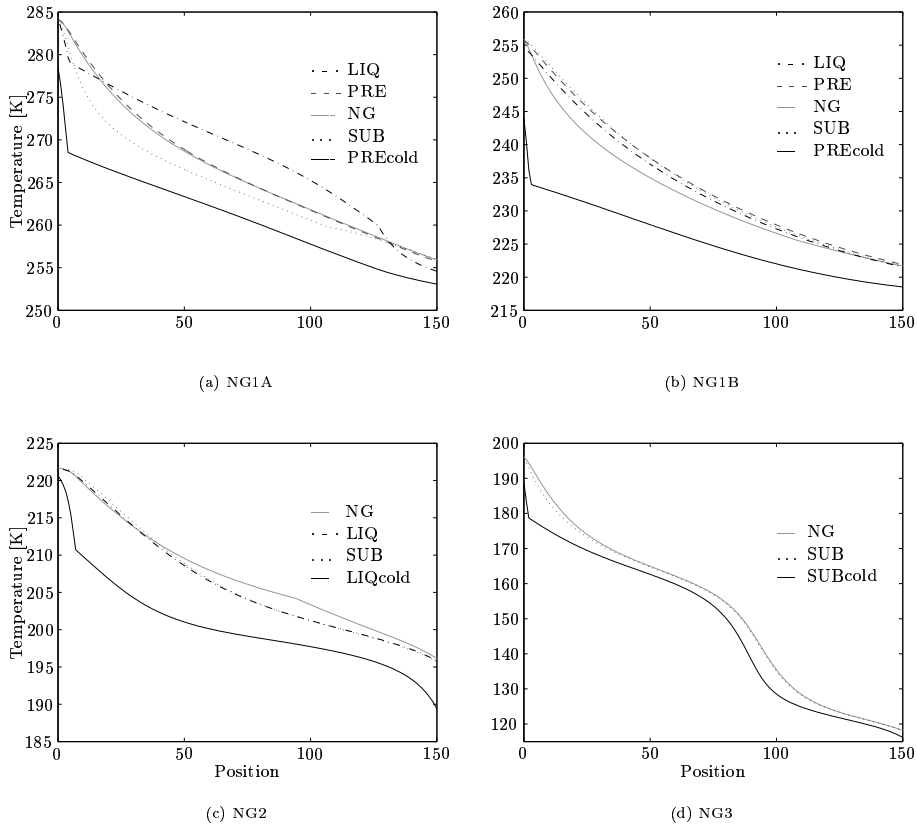 285
280
275
270
265
260
255
250
Temperature [K]
0
50
100
150
LIQ
PRE
NG
SUB
PREcold
(a) NG1A
260
255
250
245
240
235
230
225
220
215
0
50
100
150
LIQ
PRE
NG
SUB
PREcold
(b) NG1B
225
220
215
210
205
200
195
190
185
Temperature [K]
0
50
100
150
Position
NG
LIQ
SUB
LIQcold
(c) NG2
200
190
180
170
160
150
140
130
120
0
50
100
150
Position
NG
SUB
SUBcold
(d) NG3